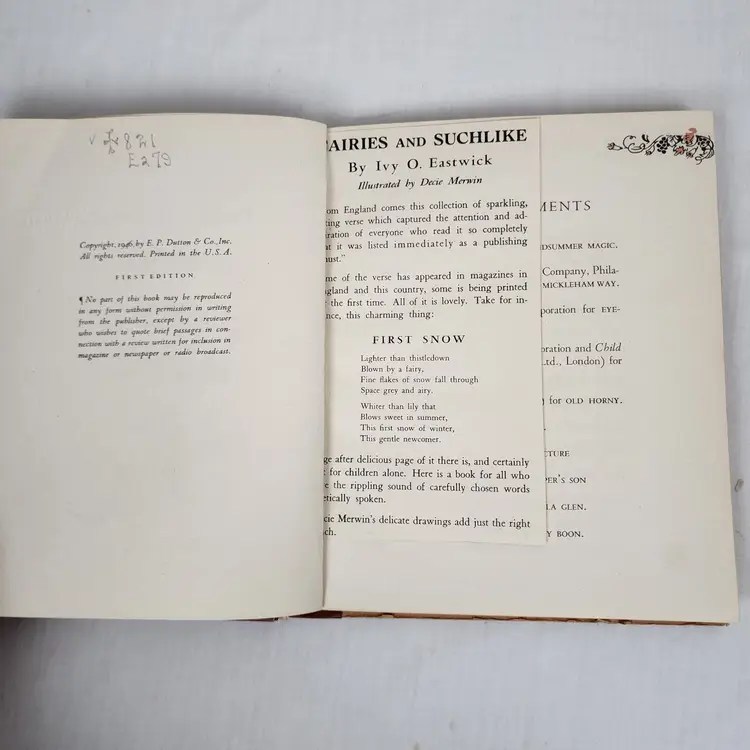 821
E279
Copyright, 1946, by E. P. Dutton & Co., Inc.
All rights reserved. Printed in the U. S. A.
FIRST EDITION
¶ No part of this book may be reproduced
in any form without permission in writing
from the publisher, except by a reviewer
who wishes to quote brief passages in con-
nection with a review written for inclusion in
magazine or newspaper or radio broadcast.
FAIRIES AND SUCHLIKE
By Ivy O. Eastwick
Illustrated by Decie Merwin
om England comes this collection of sparkling,
ting verse which captured the attention and ad-
iration of everyone who read it so completely
at it was listed immediately as a publishing
ust."
me of the verse has appeared in magazines in
gland and this country, some is being printed
the first time. All of it is lovely. Take for in-
nce, this charming thing:
FIRST SNOW
Laghter than thistledown
Blown by a fairy,
Fine flakes of snow fall through
Space grey and airy.
Whiter than lily that
Blows sweet in summer,
This first snow of winter,
This gentle newcomer.
ge after delicious page of it there is, and certainly
t for children alone. Here is a book for all who
e the rippling sound of carefully chosen words
etically spoken.
cie Merwin's delicate drawings add just the right
ch.
MENTS
DSUMMER MAGIC.
Company, Phila-
MICKLEHAM WAY.
poration for EYE-
oration and Child
Ltd., London) for
) for OLD HORNY.
CTURE
PER'S SON
LA GLEN.
Y BOON.